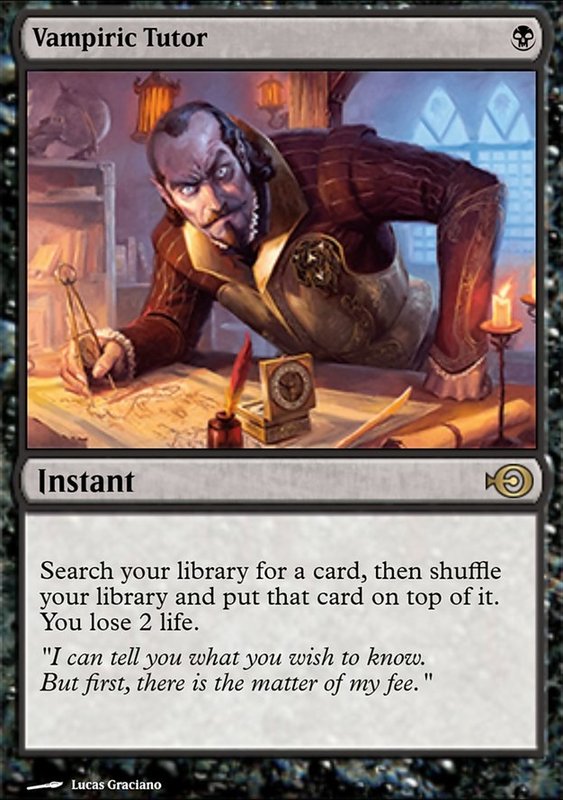 Vampiric Tutor
Instant
Search your library for a card, then shuffle
your library and put that card on top of it.
You lose 2 life.
"I can tell you what you wish to know.
But first, there is the matter of my fee."
Lucas Graciano